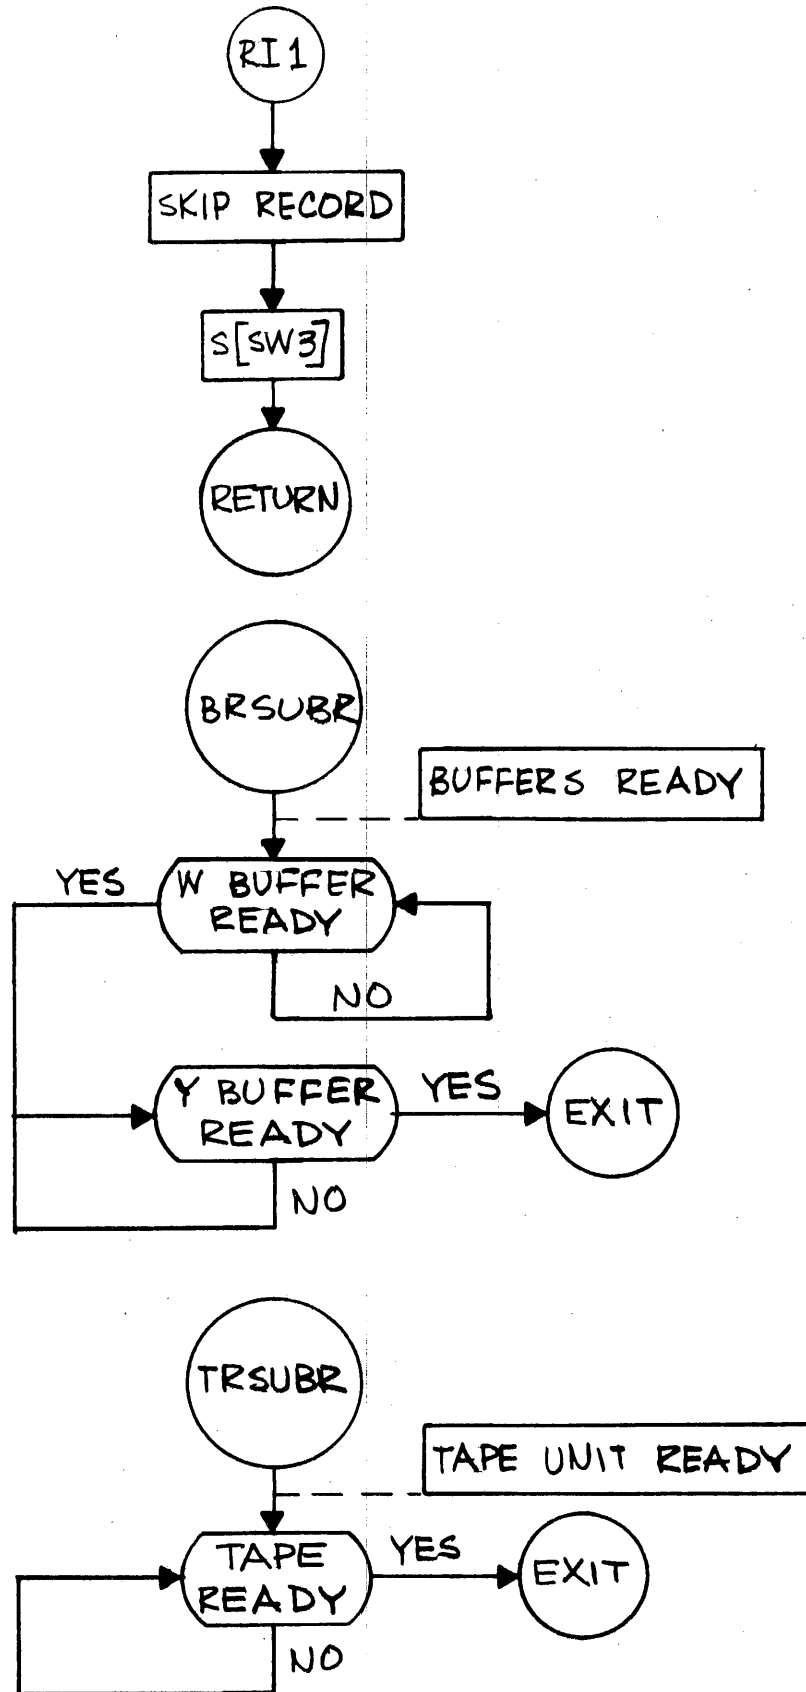 RI1
SKIP RECORD
S[SW3]
RETURN
BRSUBR
BUFFERS READY
YES
W BUFFER
READY
NO
Y BUFFER
READY
YES
EXIT
NO
TRSUBR
TAPE UNIT READY
TAPE
READY
YES
EXIT
NO